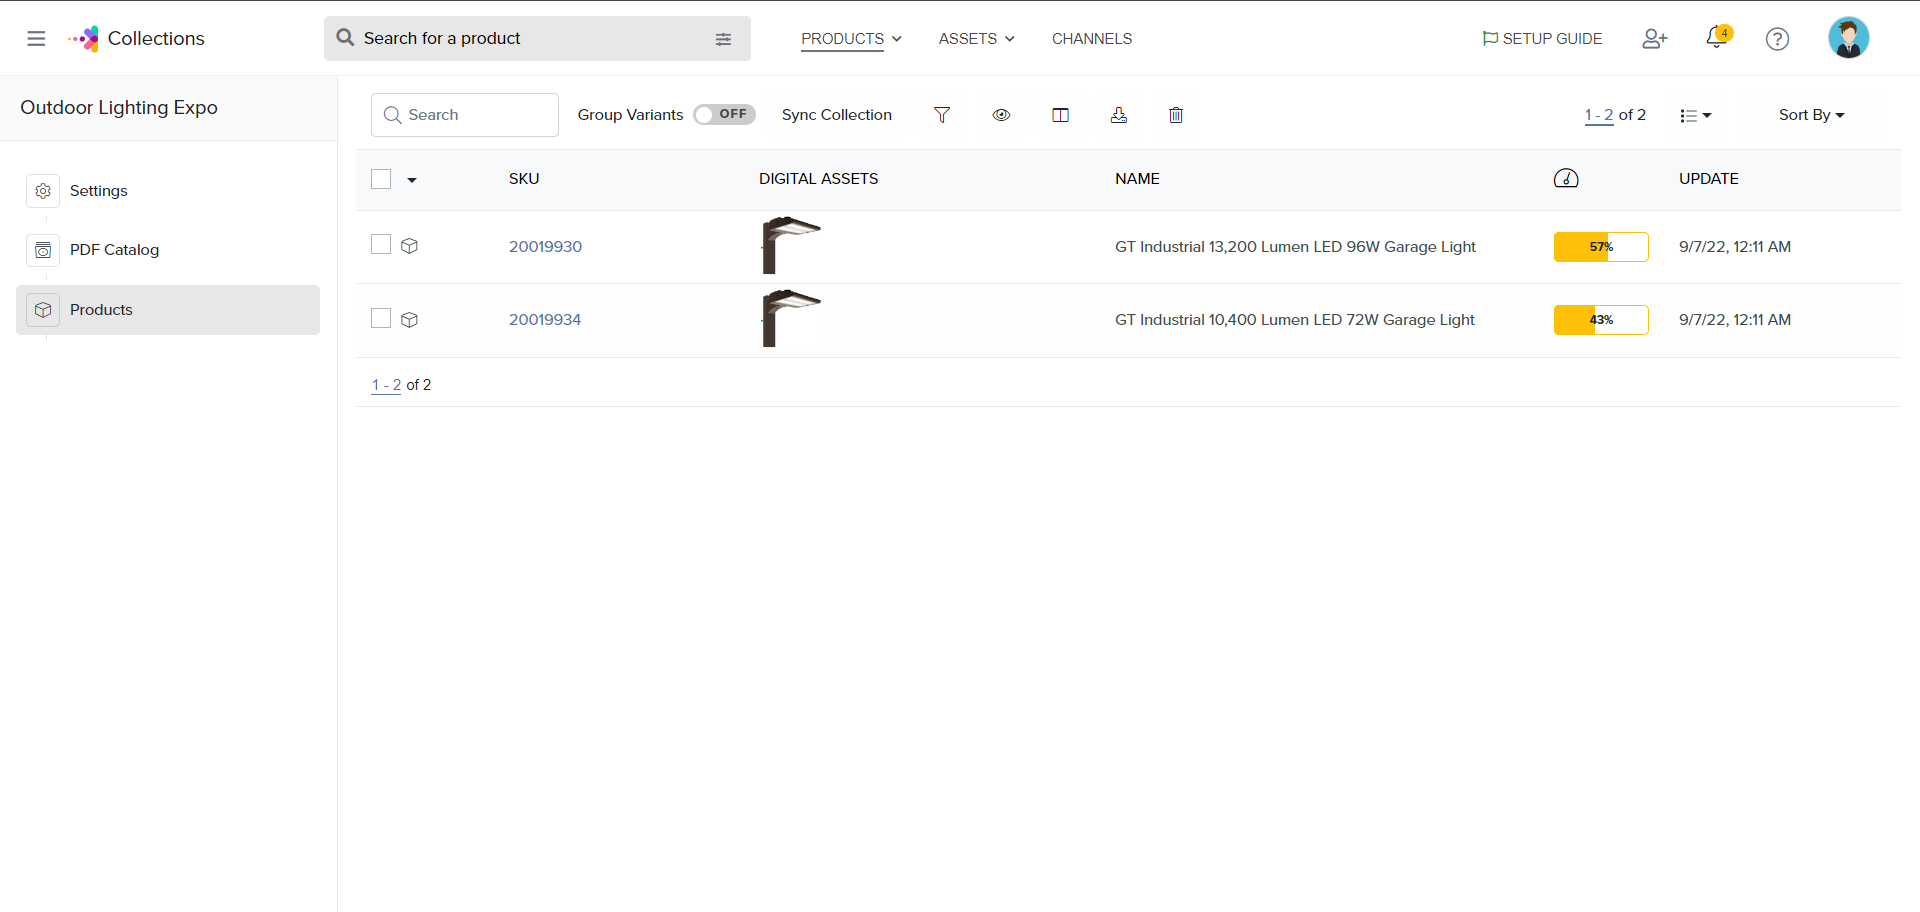 Collections
Search for a product
PRODUCTS
ASSETS
CHANNELS
SETUP GUIDE
4
?
Outdoor Lighting Expo
Settings
PDF Catalog
Products
Search
Group Variants OFF
Sync Collection
1 - 2 of 2
Sort By
SKU DIGITAL ASSETS NAME UPDATE
20019930 GT Industrial 13,200 Lumen LED 96W Garage Light 57% 9/7/22, 12:11 AM
20019934 GT Industrial 10,400 Lumen LED 72W Garage Light 43% 9/7/22, 12:11 AM
1 - 2 of 2